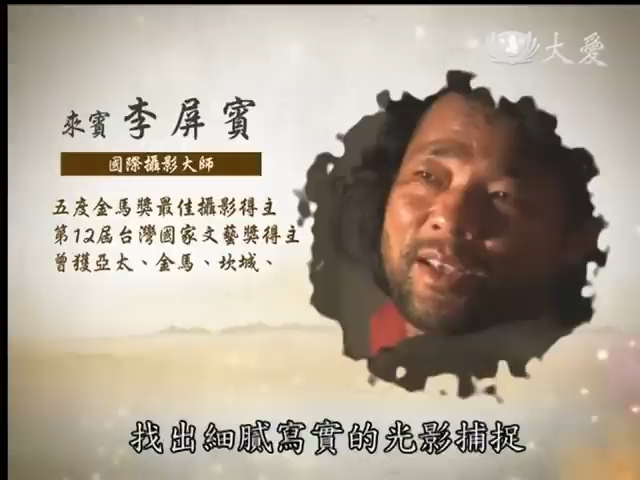 大愛
來賓 李屏賓
國際攝影大師
五度金馬獎最佳攝影得主
第12屆台灣國家文藝獎得主
曾獲亞太、金馬、坎城、
找出細膩寫實的光影捕捉